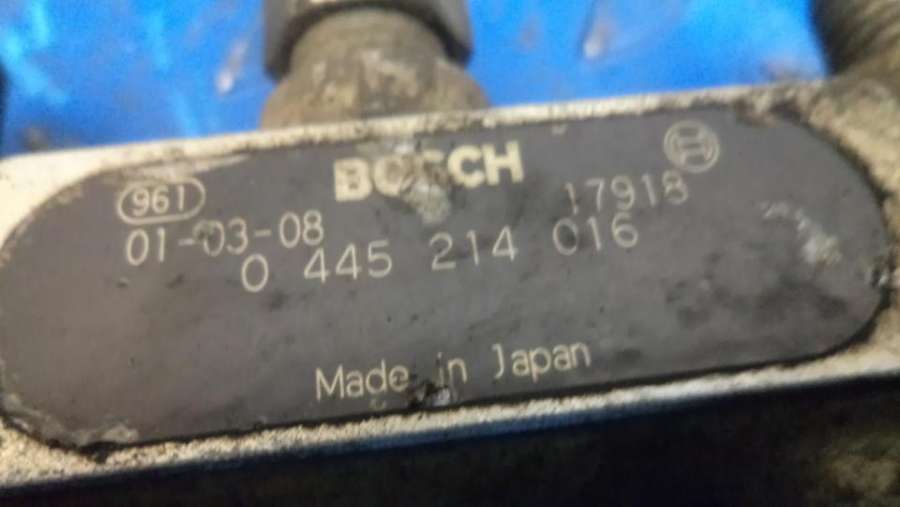 BOSCH
961
17918
01-03-08
0 445 214 016
Made in Japan